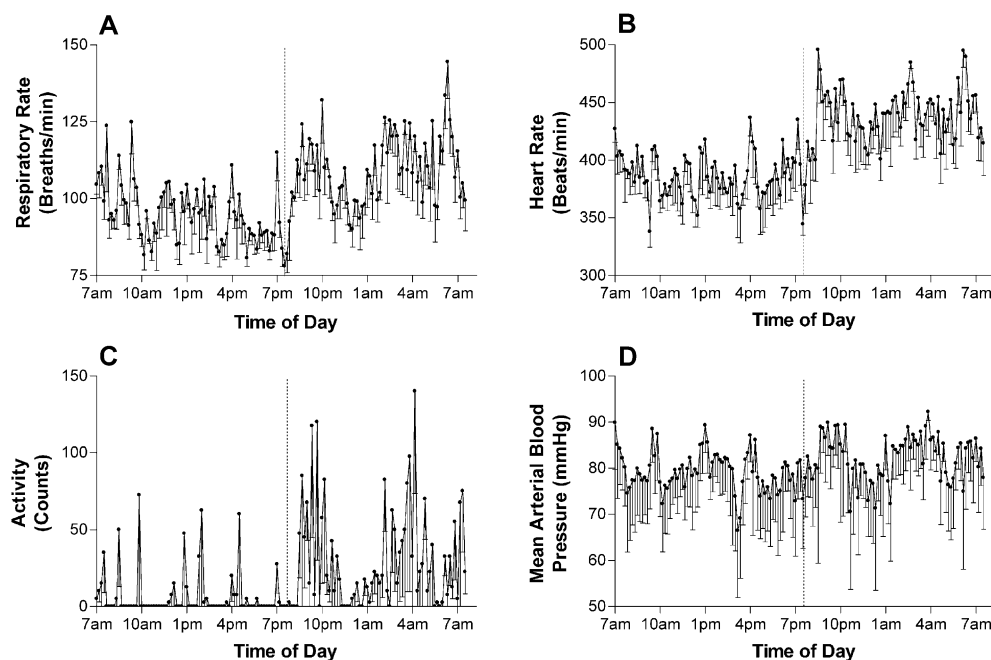 A
150
125
100
75
Respiratory Rate
(Breaths/min)
7am 10am 1pm 4pm 7pm 10pm 1am 4am 7am
Time of Day
B
500
450
400
350
300
Heart Rate
(Beats/min)
7am 10am 1pm 4pm 7pm 10pm 1am 4am 7am
Time of Day
C
150
100
50
0
Activity
(Counts)
7am 10am 1pm 4pm 7pm 10pm 1am 4am 7am
Time of Day
D
100
90
80
70
60
50
Mean Arterial Blood
Pressure (mmHg)
7am 10am 1pm 4pm 7pm 10pm 1am 4am 7am
Time of Day